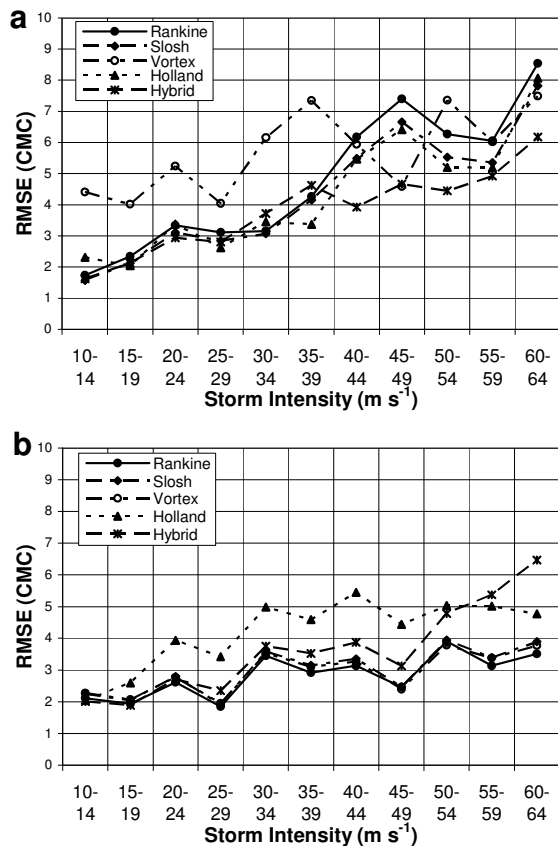 a
Rankine
Slosh
Vortex
Holland
Hybrid
RMSE (CMC)
10
9
8
7
6
5
4
3
2
1
0
10-14 15-19 20-24 25-29 30-34 35-39 40-44 45-49 50-54 55-59 60-64
Storm Intensity (m s⁻¹)
b
Rankine
Slosh
Vortex
Holland
Hybrid
RMSE (CMC)
10
9
8
7
6
5
4
3
2
1
0
10-14 15-19 20-24 25-29 30-34 35-39 40-44 45-49 50-54 55-59 60-64
Storm Intensity (m s⁻¹)